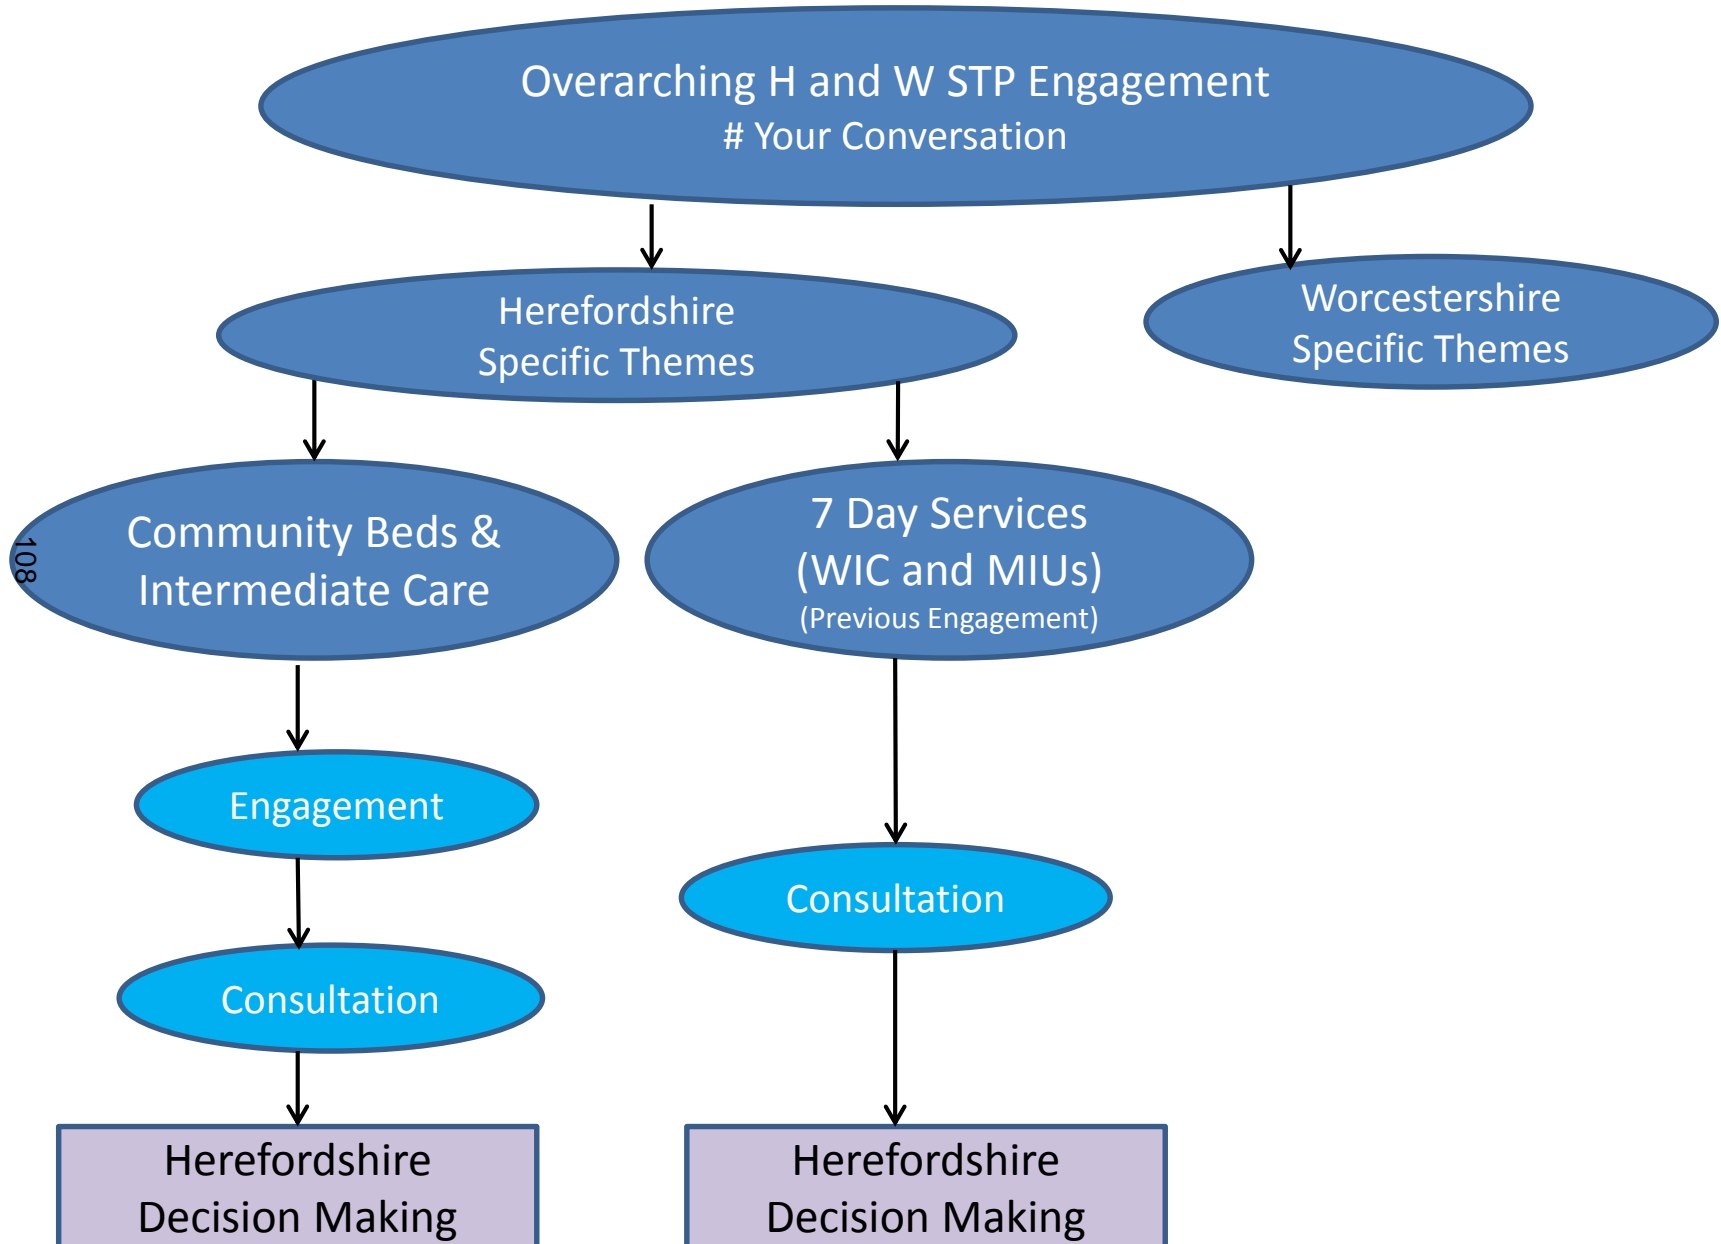 Overarching H and W STP Engagement
# Your Conversation
Herefordshire
Specific Themes
Worcestershire
Specific Themes
Community Beds &
Intermediate Care
7 Day Services
(WIC and MIUs)
(Previous Engagement)
108
Engagement
Consultation
Consultation
Herefordshire
Decision Making
Herefordshire
Decision Making